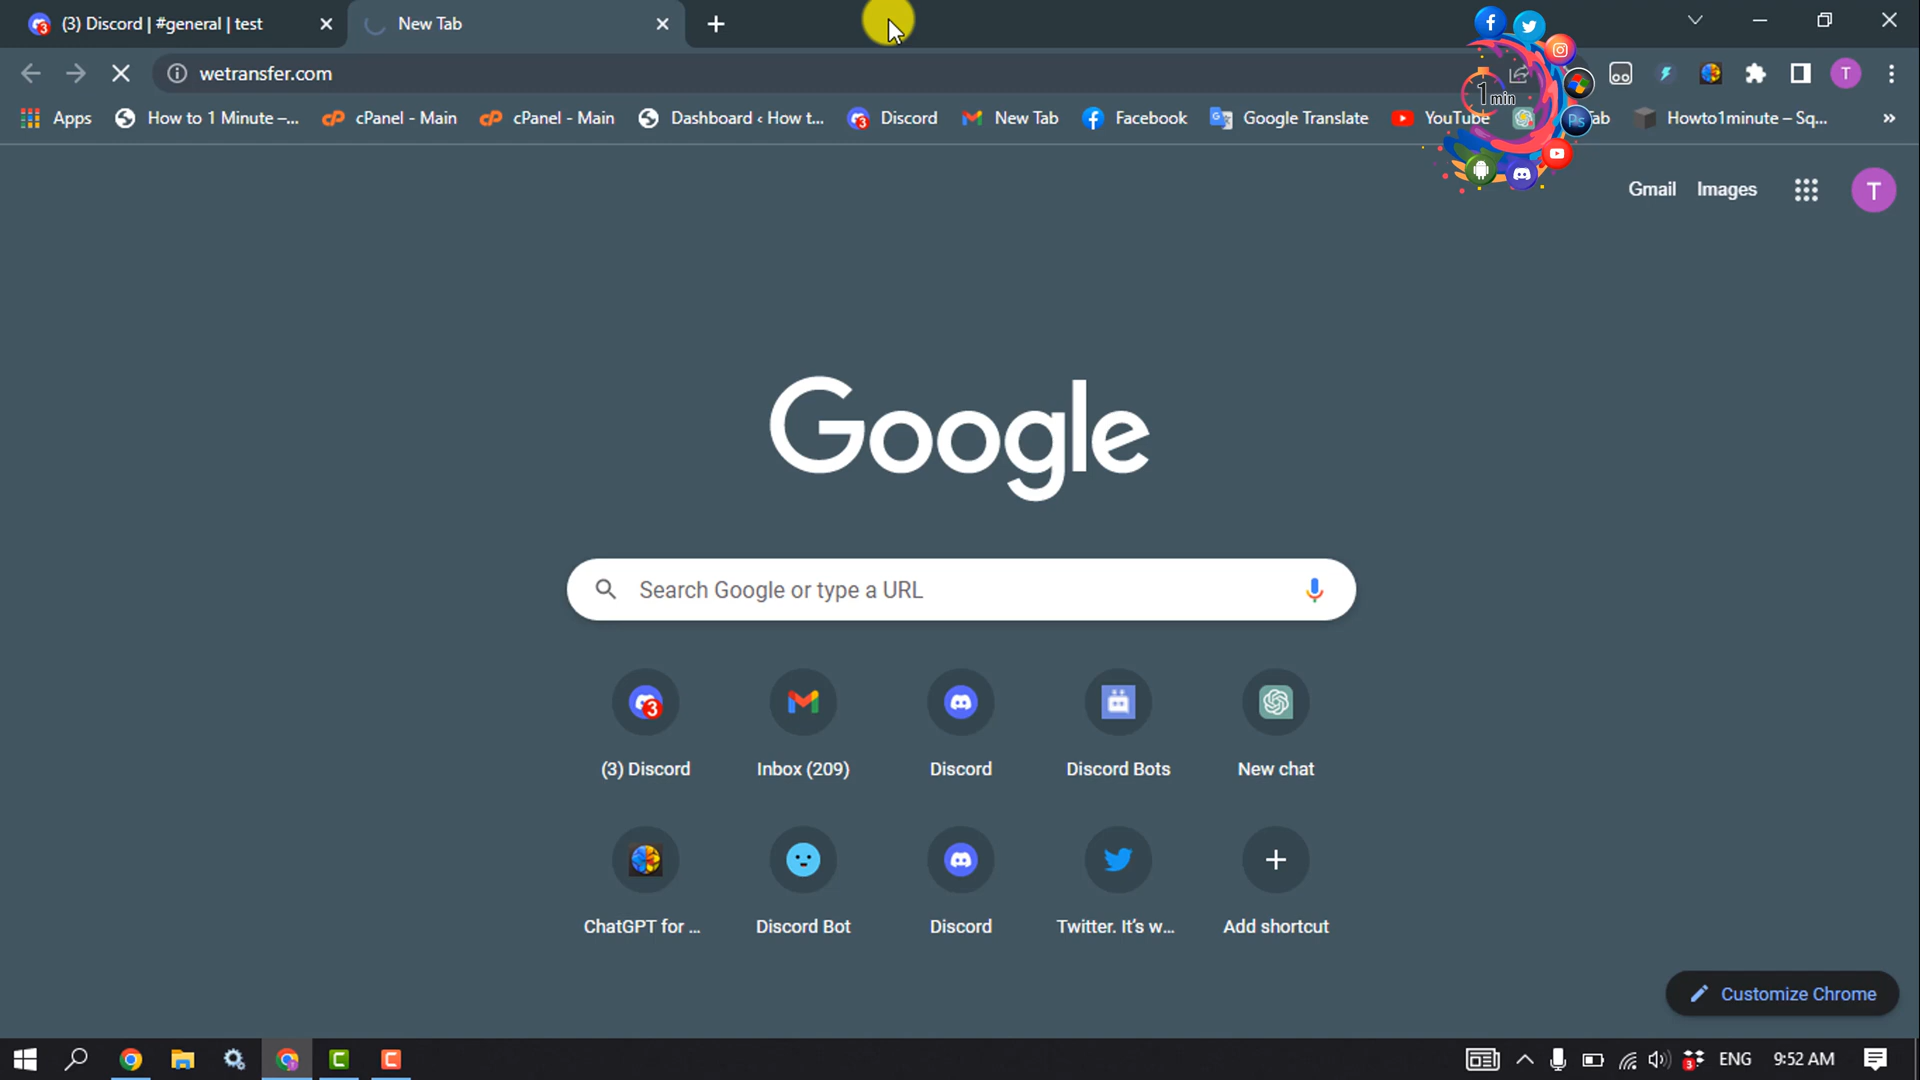 (3) Discord | #general | test
New Tab
wetransfer.com
Apps
How to 1 Minute –...
cPanel - Main
cPanel - Main
Dashboard ‹ How t...
Discord
New Tab
Facebook
Google Translate
YouTube
Howto1minute – Sq...
»
1 min
Ps
T
Gmail
Images
T
Google
Search Google or type a URL
3
(3) Discord
Inbox (209)
Discord
Discord Bots
New chat
ChatGPT for ...
Discord Bot
Discord
Twitter. It's w...
Add shortcut
Customize Chrome
ENG
9:52 AM